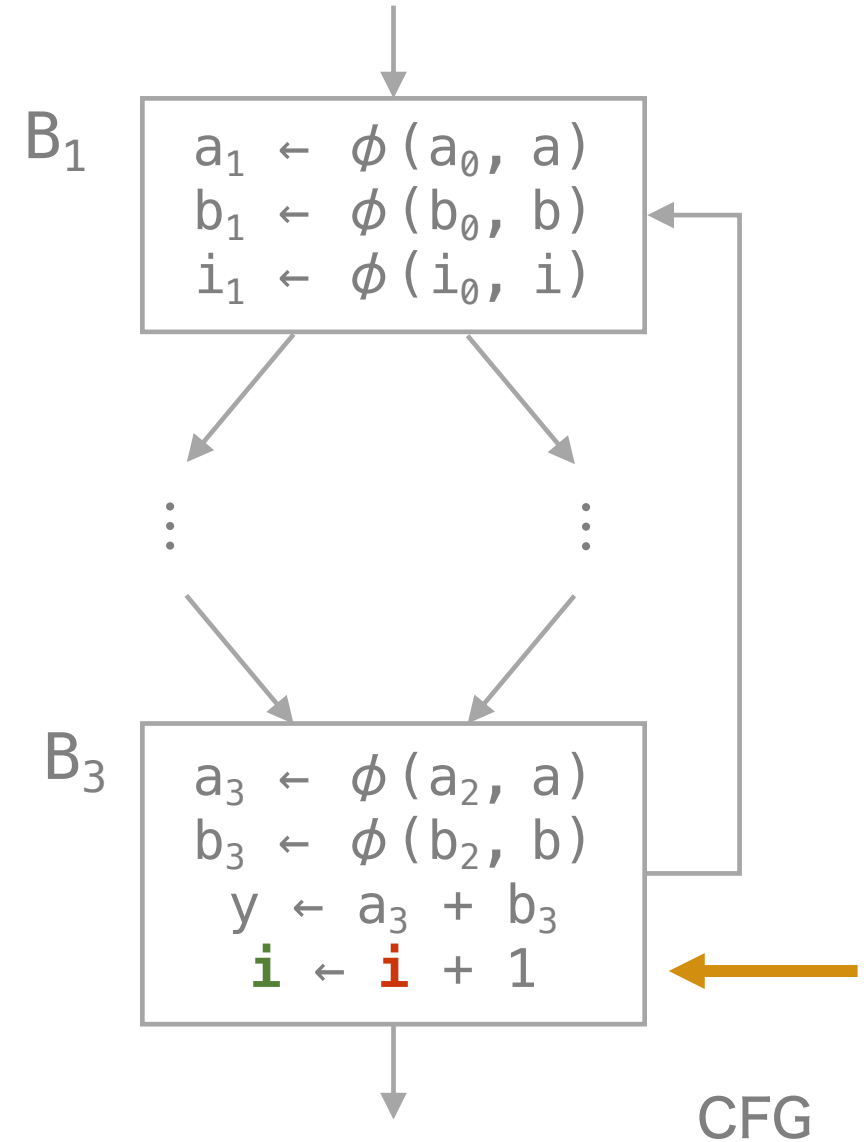 B₁
a₁ ← ϕ(a₀, a)
b₁ ← ϕ(b₀, b)
i₁ ← ϕ(i₀, i)
⋮ ⋮
B₃
a₃ ← ϕ(a₂, a)
b₃ ← ϕ(b₂, b)
y ← a₃ + b₃
i ← i + 1
CFG